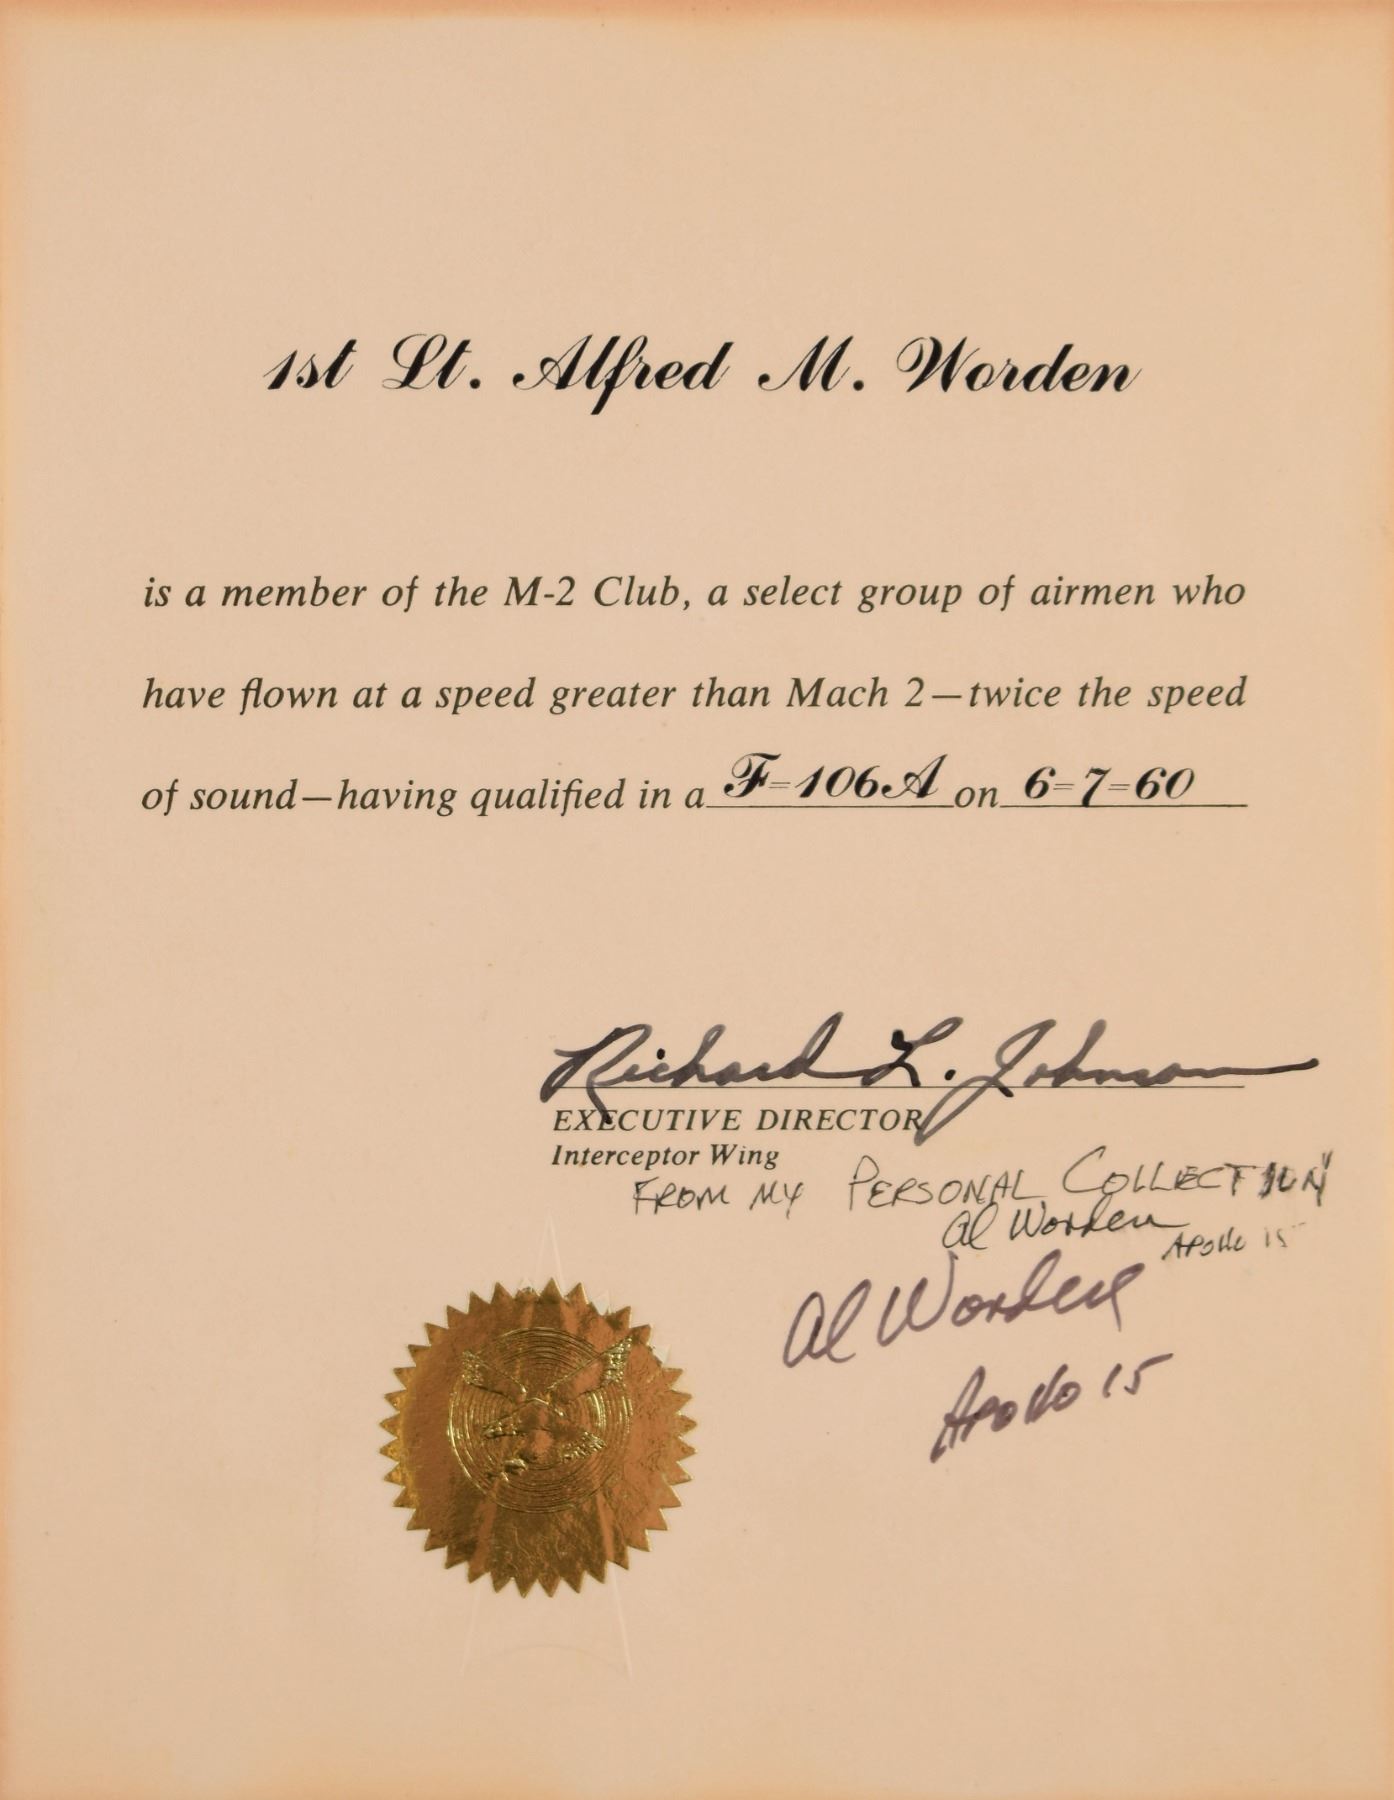 1st Lt. Alfred M. Worden
is a member of the M-2 Club, a select group of airmen who
have flown at a speed greater than Mach 2—twice the speed
of sound—having qualified in a F=106A on 6=7=60
Richard L. Johnson
EXECUTIVE DIRECTOR
Interceptor Wing
FROM MY PERSONAL COLLECTION
Al Worden
APOLLO 15
Al Worden
APOLLO 15